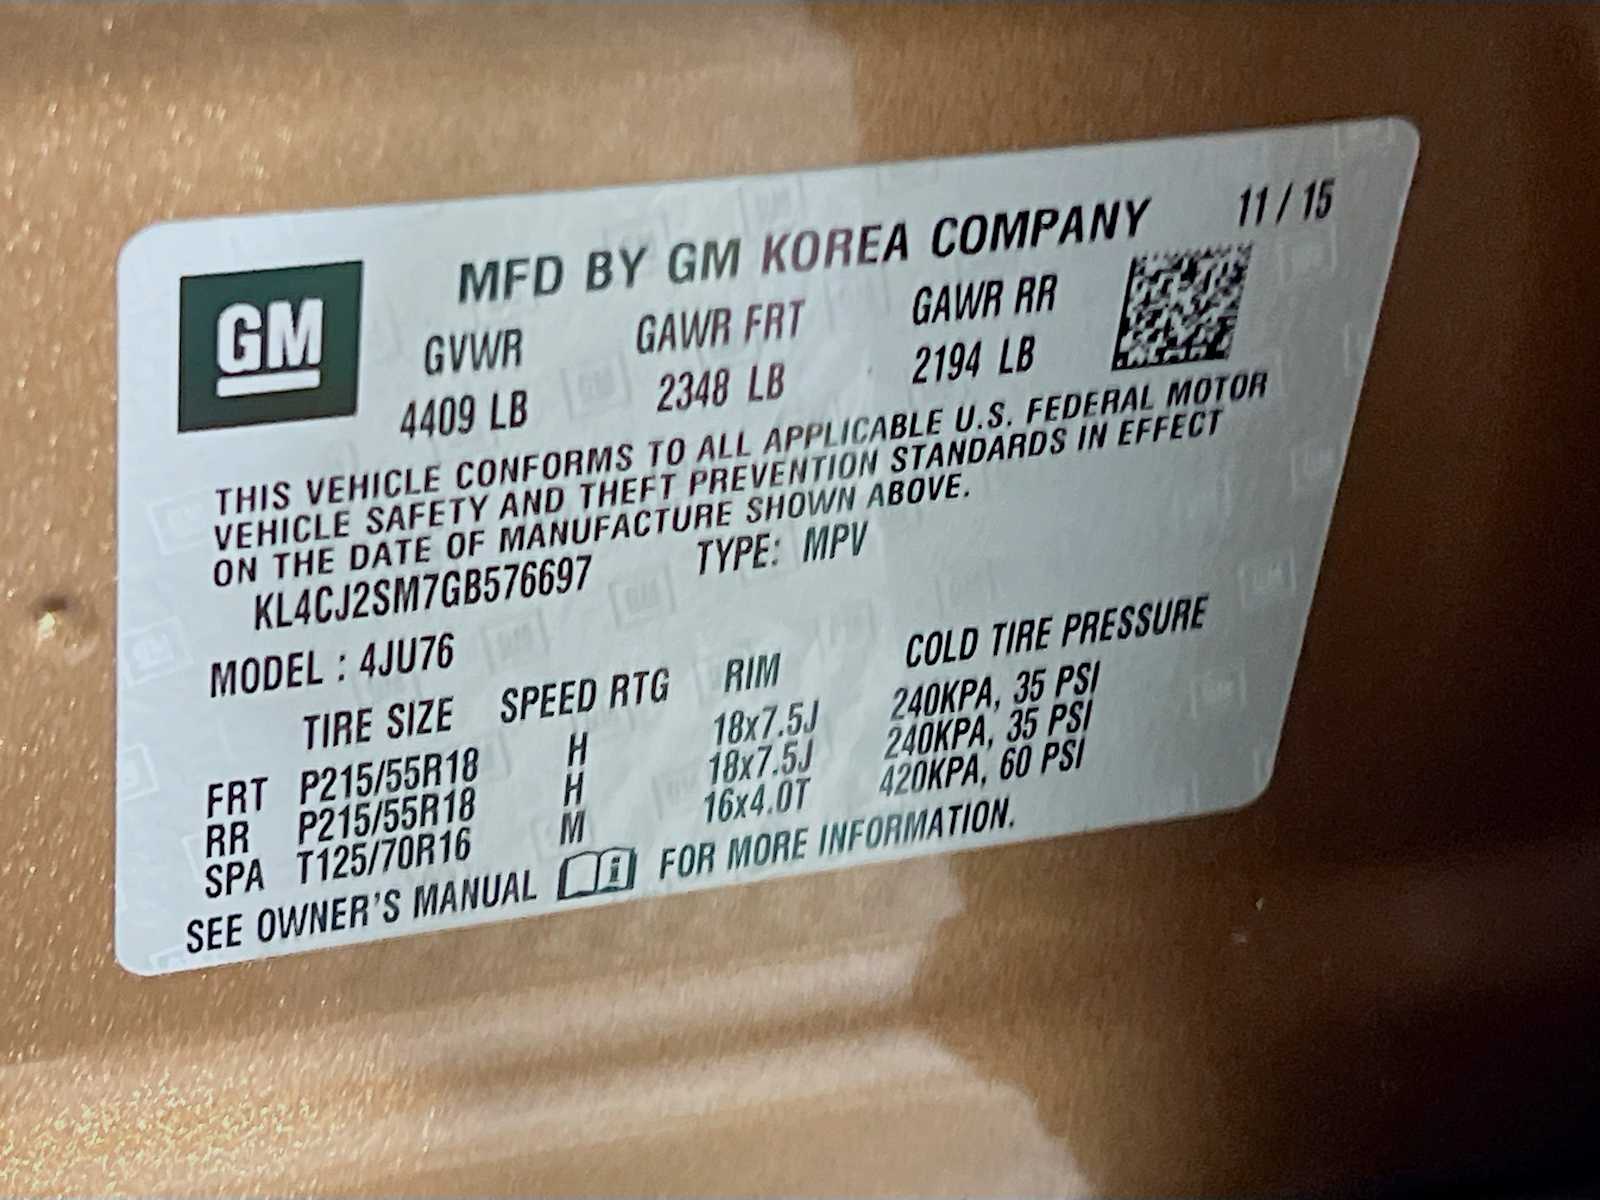 MFD BY GM KOREA COMPANY 11 / 15
GM
GVWR GAWR FRT GAWR RR
4409 LB 2348 LB 2194 LB
THIS VEHICLE CONFORMS TO ALL APPLICABLE U.S. FEDERAL MOTOR
VEHICLE SAFETY AND THEFT PREVENTION STANDARDS IN EFFECT
ON THE DATE OF MANUFACTURE SHOWN ABOVE.
KL4CJ2SM7GB576697 TYPE: MPV
MODEL : 4JU76
TIRE SIZE SPEED RTG RIM COLD TIRE PRESSURE
FRT P215/55R18 H 18x7.5J 240KPA, 35 PSI
RR P215/55R18 H 18x7.5J 240KPA, 35 PSI
SPA T125/70R16 M 16x4.0T 420KPA, 60 PSI
SEE OWNER'S MANUAL i FOR MORE INFORMATION.